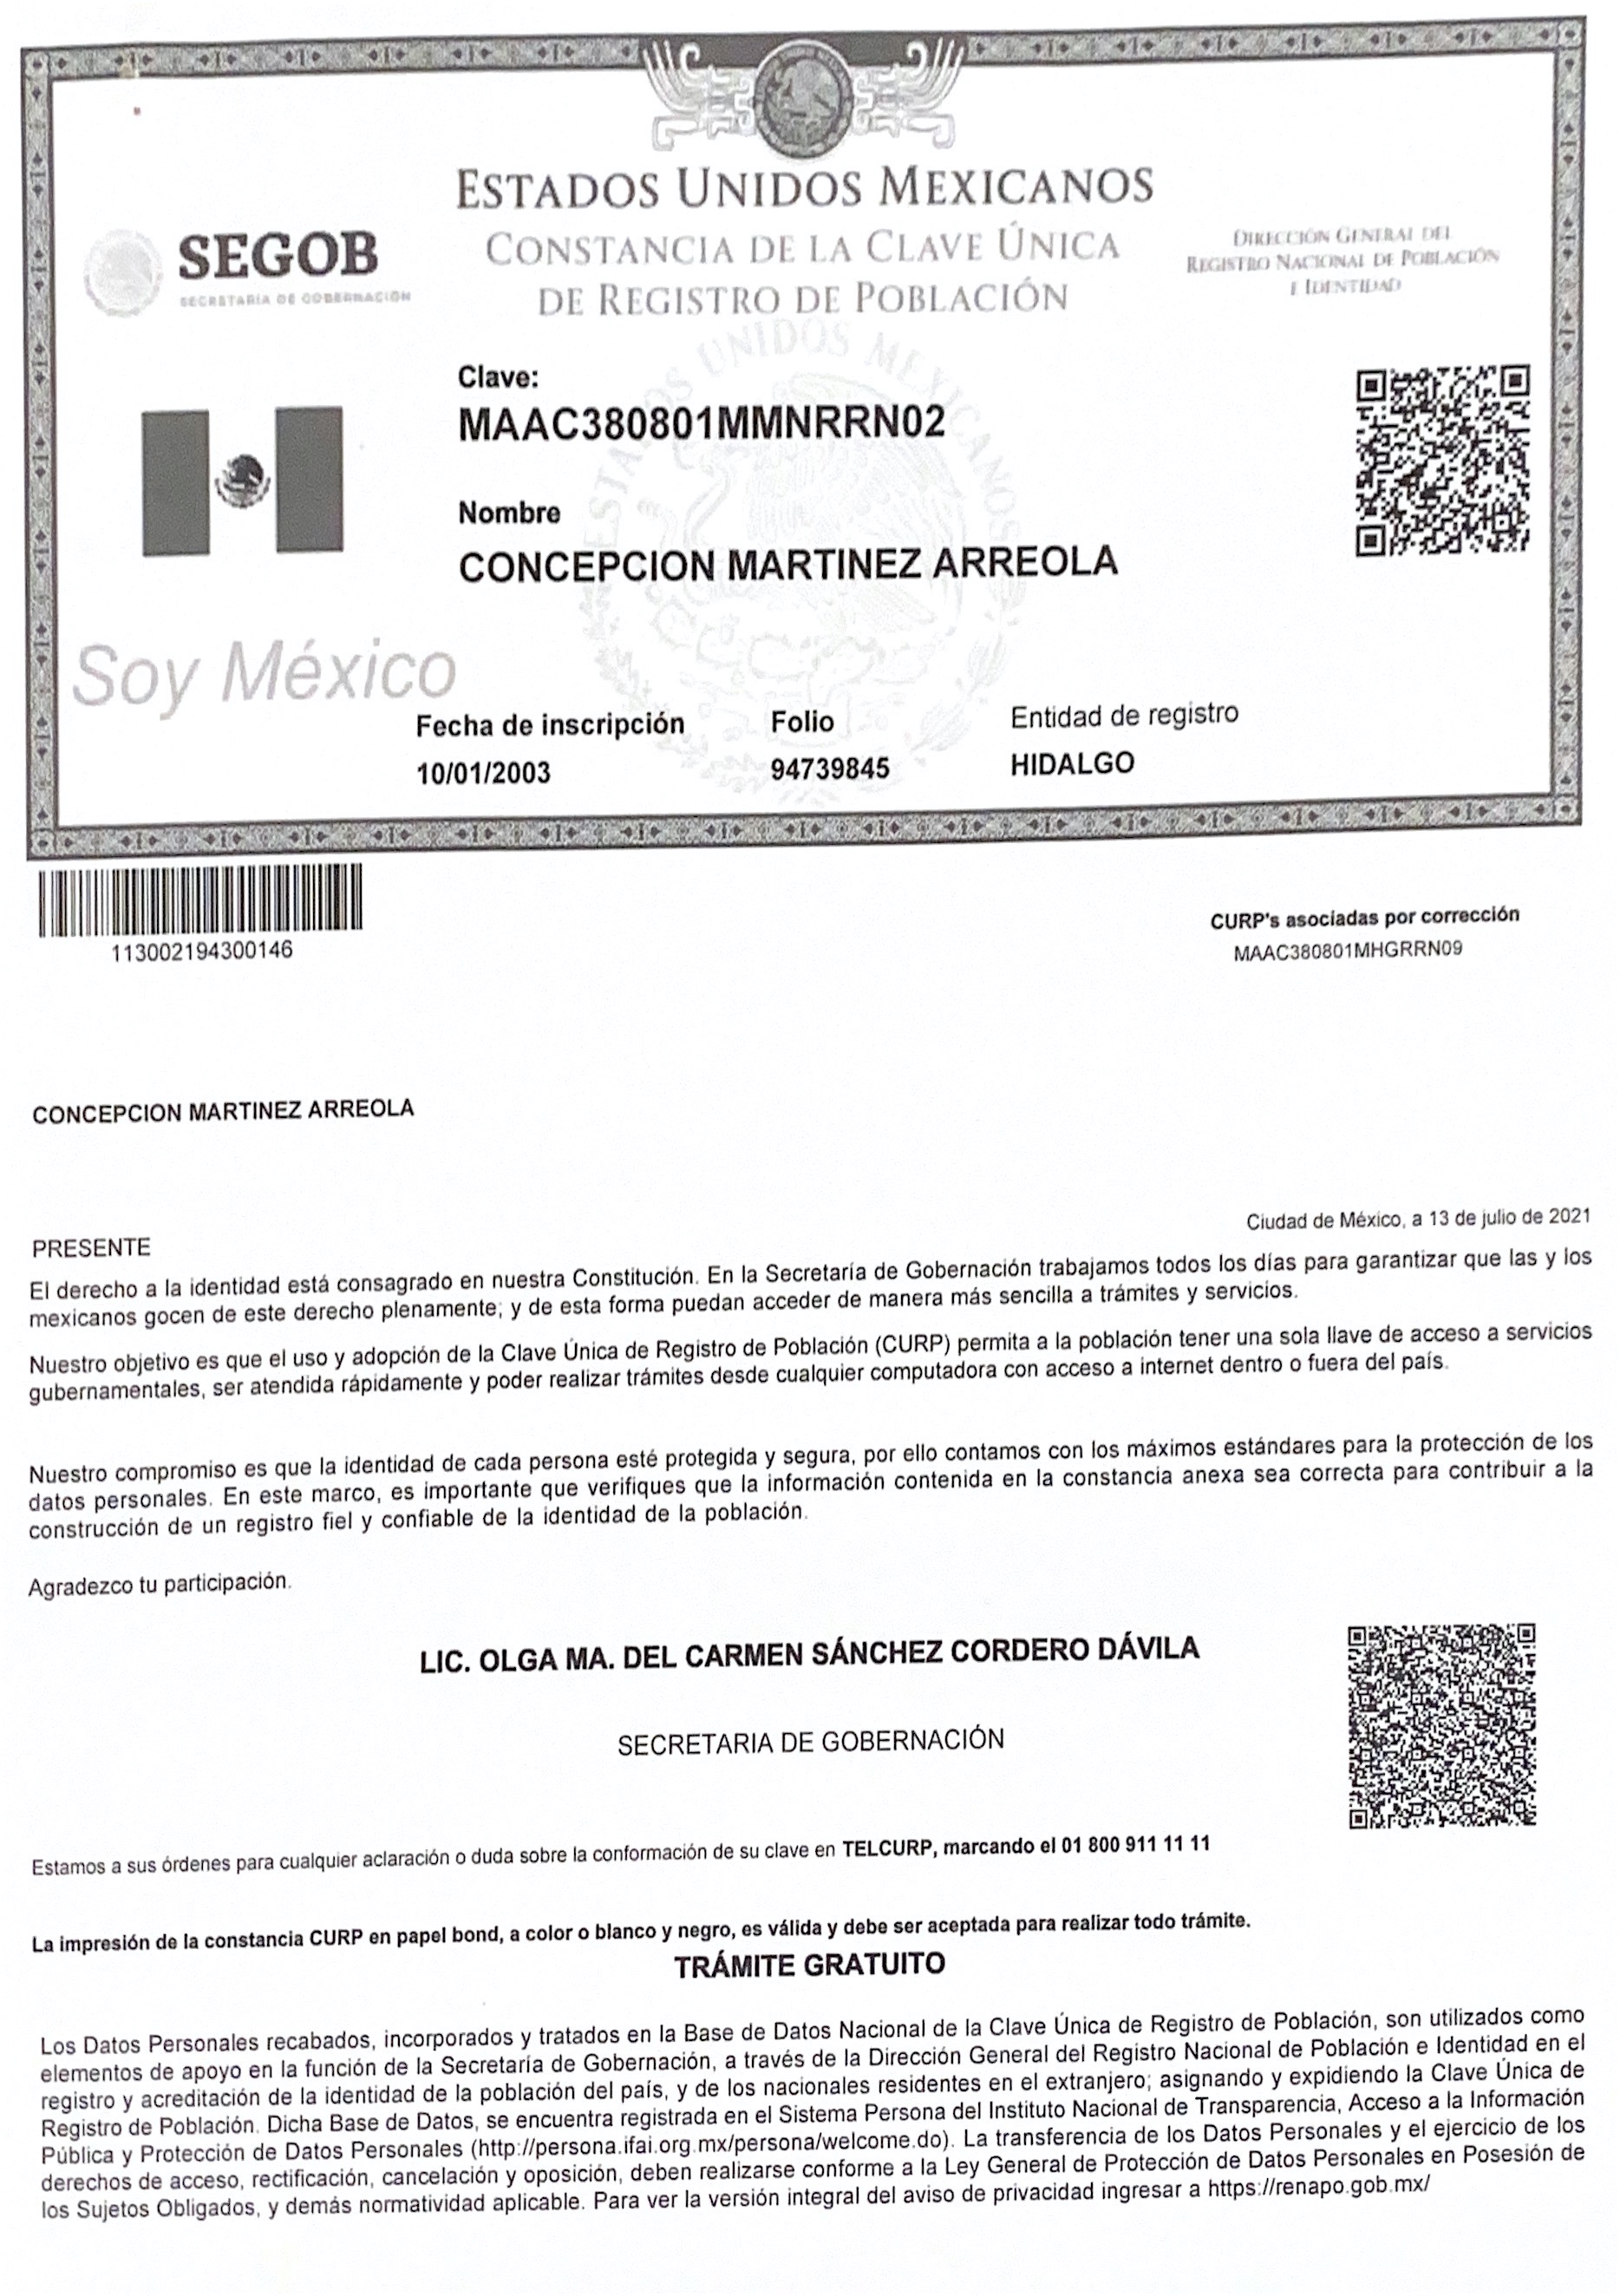 ESTADOS UNIDOS MEXICANOS
CONSTANCIA DE LA CLAVE ÚNICA
DE REGISTRO DE POBLACIÓN
SEGOB
SECRETARÍA DE GOBERNACIÓN
DIRECCIÓN GENERAL DEL
REGISTRO NACIONAL DE POBLACIÓN
E IDENTIDAD
ESTADOS UNIDOS MEXICANOS
Clave:
MAAC380801MMNRRN02
Nombre
CONCEPCION MARTINEZ ARREOLA
Soy México
Fecha de inscripción Folio Entidad de registro
10/01/2003 94739845 HIDALGO
113002194300146
CURP's asociadas por corrección
MAAC380801MHGRRN09
CONCEPCION MARTINEZ ARREOLA
Ciudad de México, a 13 de julio de 2021
PRESENTE
El derecho a la identidad está consagrado en nuestra Constitución. En la Secretaría de Gobernación trabajamos todos los días para garantizar que las y los
mexicanos gocen de este derecho plenamente; y de esta forma puedan acceder de manera más sencilla a trámites y servicios.
Nuestro objetivo es que el uso y adopción de la Clave Única de Registro de Población (CURP) permita a la población tener una sola llave de acceso a servicios
gubernamentales, ser atendida rápidamente y poder realizar trámites desde cualquier computadora con acceso a internet dentro o fuera del país.
Nuestro compromiso es que la identidad de cada persona esté protegida y segura, por ello contamos con los máximos estándares para la protección de los
datos personales. En este marco, es importante que verifiques que la información contenida en la constancia anexa sea correcta para contribuir a la
construcción de un registro fiel y confiable de la identidad de la población.
Agradezco tu participación.
LIC. OLGA MA. DEL CARMEN SÁNCHEZ CORDERO DÁVILA
SECRETARIA DE GOBERNACIÓN
Estamos a sus órdenes para cualquier aclaración o duda sobre la conformación de su clave en TELCURP, marcando el 01 800 911 11 11
La impresión de la constancia CURP en papel bond, a color o blanco y negro, es válida y debe ser aceptada para realizar todo trámite.
TRÁMITE GRATUITO
Los Datos Personales recabados, incorporados y tratados en la Base de Datos Nacional de la Clave Única de Registro de Población, son utilizados como
elementos de apoyo en la función de la Secretaría de Gobernación, a través de la Dirección General del Registro Nacional de Población e Identidad en el
registro y acreditación de la identidad de la población del país, y de los nacionales residentes en el extranjero; asignando y expidiendo la Clave Única de
Registro de Población. Dicha Base de Datos, se encuentra registrada en el Sistema Persona del Instituto Nacional de Transparencia, Acceso a la Información
Pública y Protección de Datos Personales (http://persona.ifai.org.mx/persona/welcome.do). La transferencia de los Datos Personales y el ejercicio de los
derechos de acceso, rectificación, cancelación y oposición, deben realizarse conforme a la Ley General de Protección de Datos Personales en Posesión de
los Sujetos Obligados, y demás normatividad aplicable. Para ver la versión integral del aviso de privacidad ingresar a https://renapo.gob.mx/